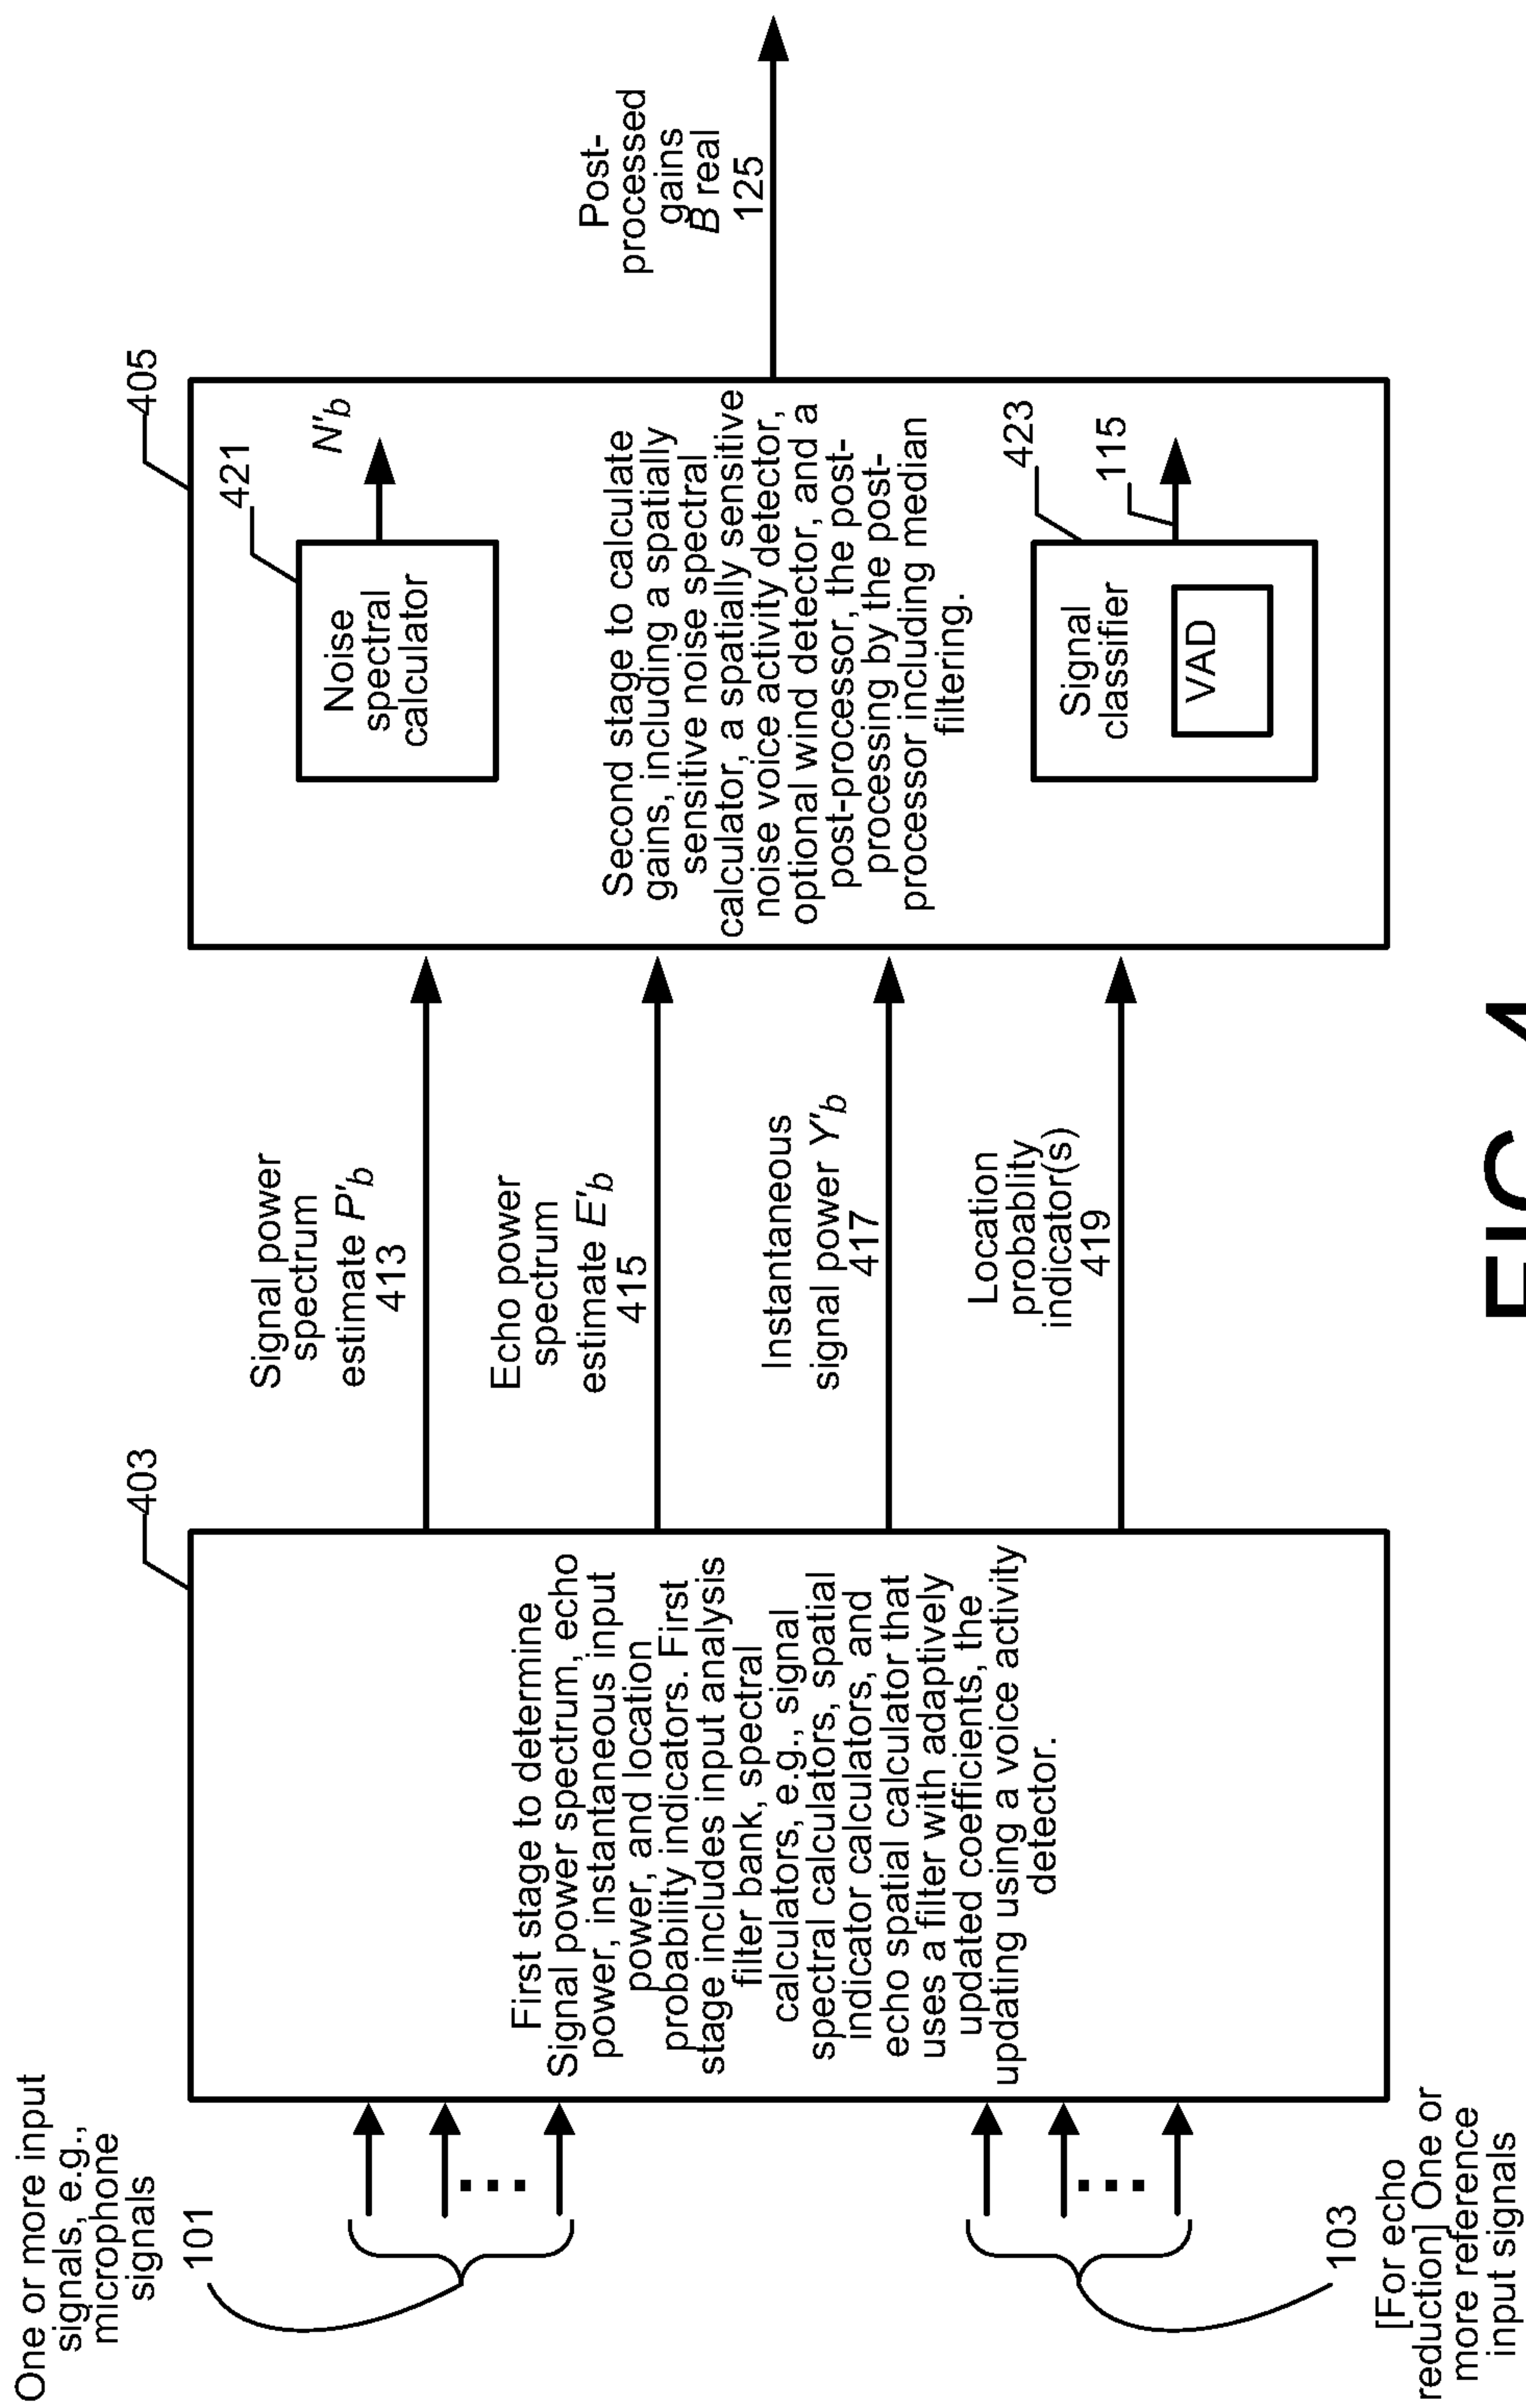 One or more input
signals, e.g.,
microphone
signals
101
103
[For echo
reduction] One or
more reference
input signals
403
First stage to determine
Signal power spectrum, echo
power, instantaneous input
power, and location
probability indicators. First
stage includes input analysis
filter bank, spectral
calculators, e.g., signal
spectral calculators, spatial
indicator calculators, and
echo spatial calculator that
uses a filter with adaptively
updated coefficients, the
updating using a voice activity
detector.
Signal power
spectrum
estimate P'b
413
Echo power
spectrum
estimate E'b
415
Instantaneous
signal power Y'b
417
Location
probability
indicator(s)
419
405
421
Noise
spectral
calculator
N'b
Second stage to calculate
gains, including a spatially
sensitive noise spectral
calculator, a spatially sensitive
noise voice activity detector,
optional wind detector, and a
post-processor, the post-
processing by the post-
processor including median
filtering.
423
Signal
classifier
VAD
115
Post-
processed
gains
B real
125